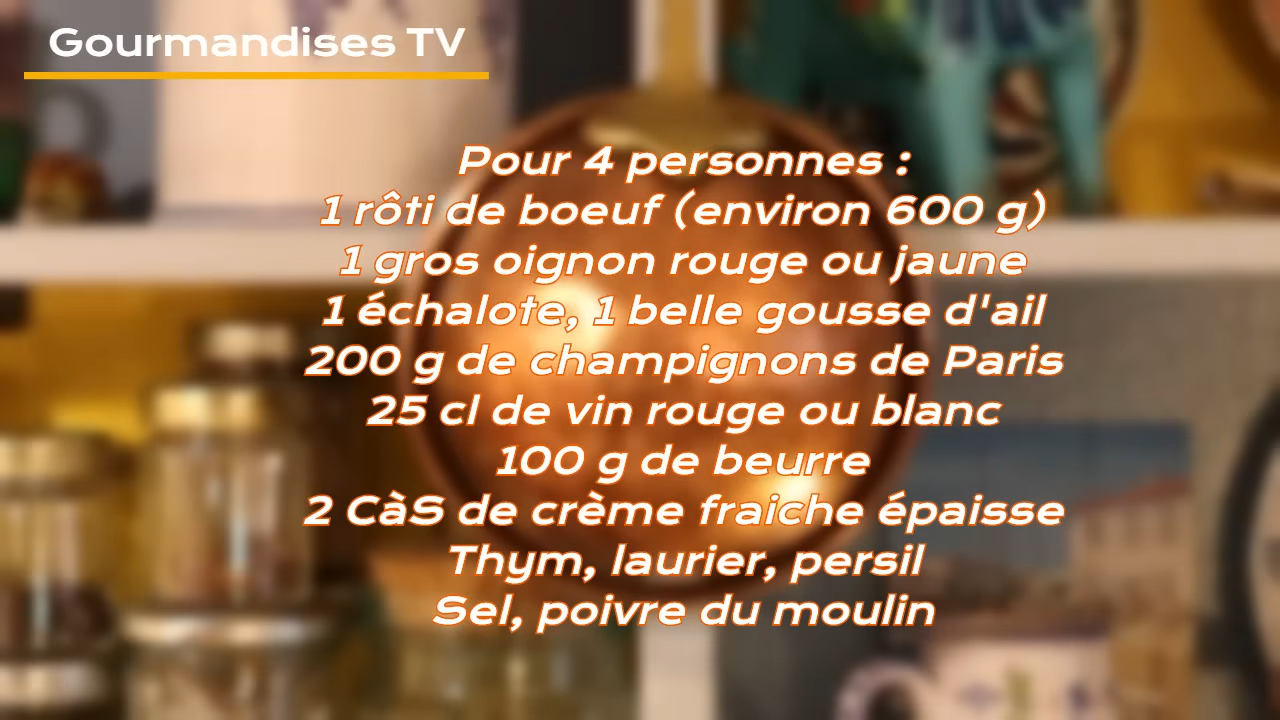 Gourmandises TV
Pour 4 personnes :
1 rôti de boeuf (environ 600 g)
1 gros oignon rouge ou jaune
1 échalote, 1 belle gousse d'ail
200 g de champignons de Paris
25 cl de vin rouge ou blanc
100 g de beurre
2 CàS de crème fraiche épaisse
Thym, laurier, persil
Sel, poivre du moulin